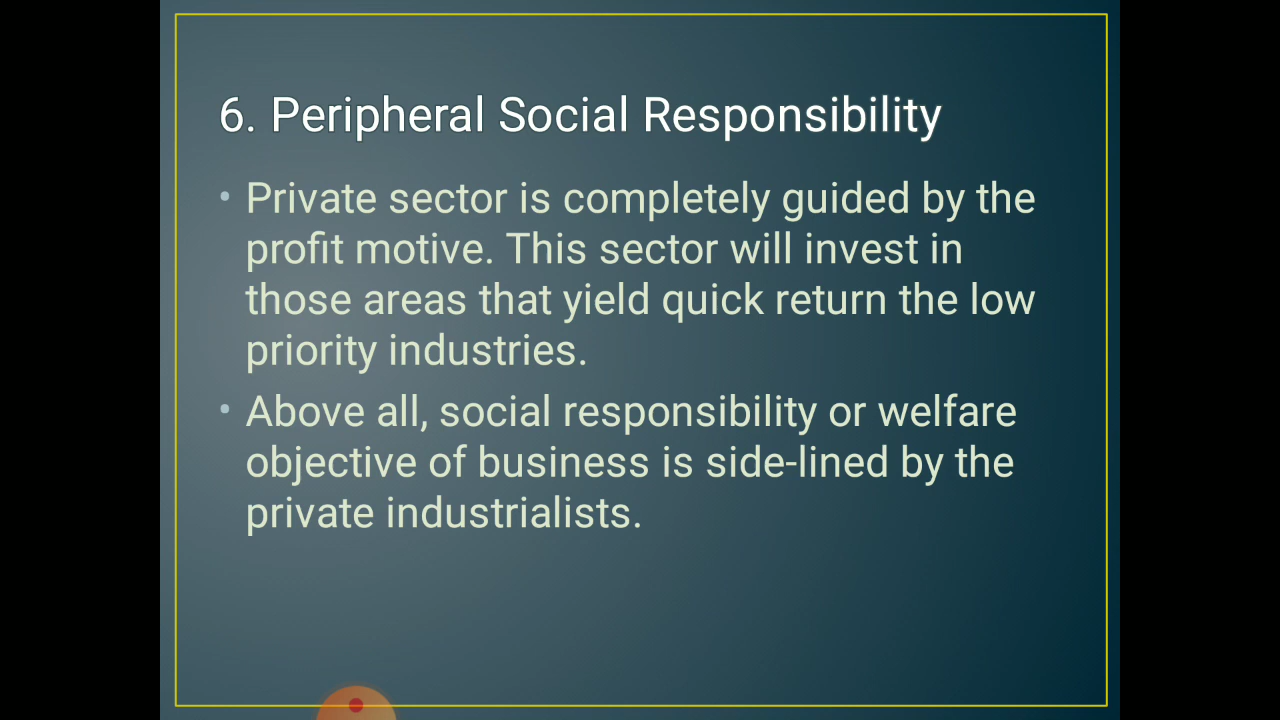 6. Peripheral Social Responsibility
• Private sector is completely guided by the
profit motive. This sector will invest in
those areas that yield quick return the low
priority industries.
• Above all, social responsibility or welfare
objective of business is side-lined by the
private industrialists.